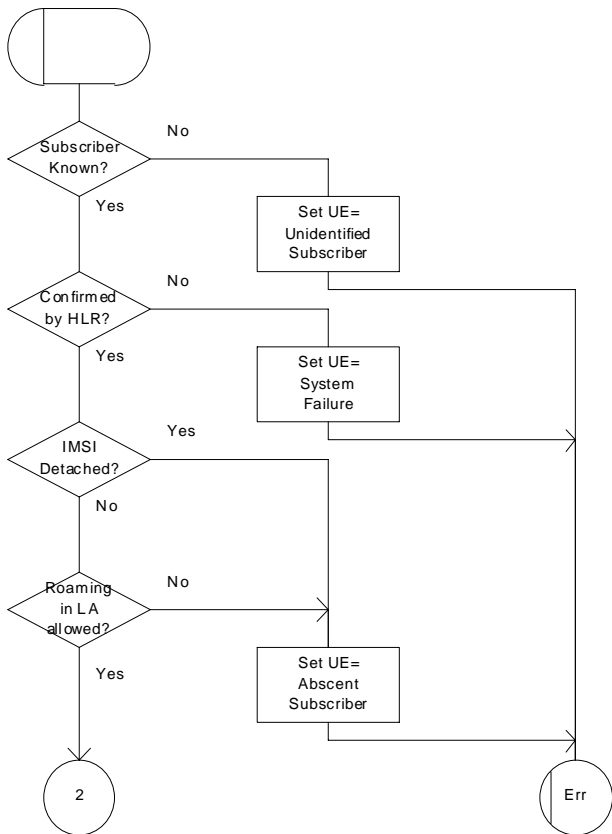 No
Subscriber
Known?
Yes
Set UE=
Unidentified
Subscriber
No
Confirmed
by HLR?
Yes
Set UE=
System
Failure
Yes
IMSI
Detached?
No
No
Roaming
in LA
allowed?
Yes
Set UE=
Abscent
Subscriber
2
Err